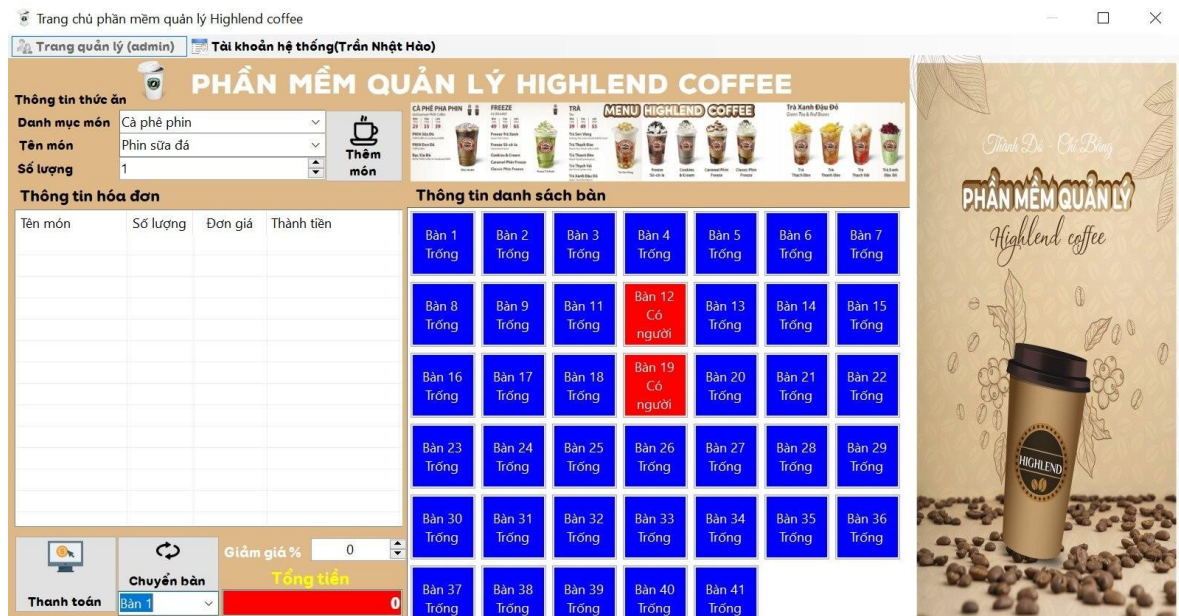 Trang chủ phần mềm quản lý Highlend coffee
Trang quản lý (admin) Tài khoản hệ thống(Trần Nhật Hào)
PHẦN MỀM QUẢN LÝ HIGHLEND COFFEE
Thông tin thức ăn
Danh mục món Cà phê phin
Tên món Phin sữa đá
Số lượng 1
Thêm
món
CÀ PHÊ PHA PHIN
FREEZE
TRÀ
MENU HIGHLEND COFFEE
Trà Xanh Đậu Đỏ
Thông tin hóa đơn
Tên món Số lượng Đơn giá Thành tiền
Thông tin danh sách bàn
Bàn 1 Bàn 2 Bàn 3 Bàn 4 Bàn 5 Bàn 6 Bàn 7
Trống Trống Trống Trống Trống Trống Trống
Bàn 8 Bàn 9 Bàn 11 Bàn 12 Bàn 13 Bàn 14 Bàn 15
Trống Trống Trống Có người Trống Trống Trống
Bàn 16 Bàn 17 Bàn 18 Bàn 19 Bàn 20 Bàn 21 Bàn 22
Trống Trống Trống Có người Trống Trống Trống
Bàn 23 Bàn 24 Bàn 25 Bàn 26 Bàn 27 Bàn 28 Bàn 29
Trống Trống Trống Trống Trống Trống Trống
Bàn 30 Bàn 31 Bàn 32 Bàn 33 Bàn 34 Bàn 35 Bàn 36
Trống Trống Trống Trống Trống Trống Trống
Bàn 37 Bàn 38 Bàn 39 Bàn 40 Bàn 41
Trống Trống Trống Trống Trống
Thanh toán
Chuyển bàn
Bàn 1
Giảm giá % 0
Tổng tiền
0
PHẦN MỀM QUẢN LÝ
Highlend coffee
HIGHLEND